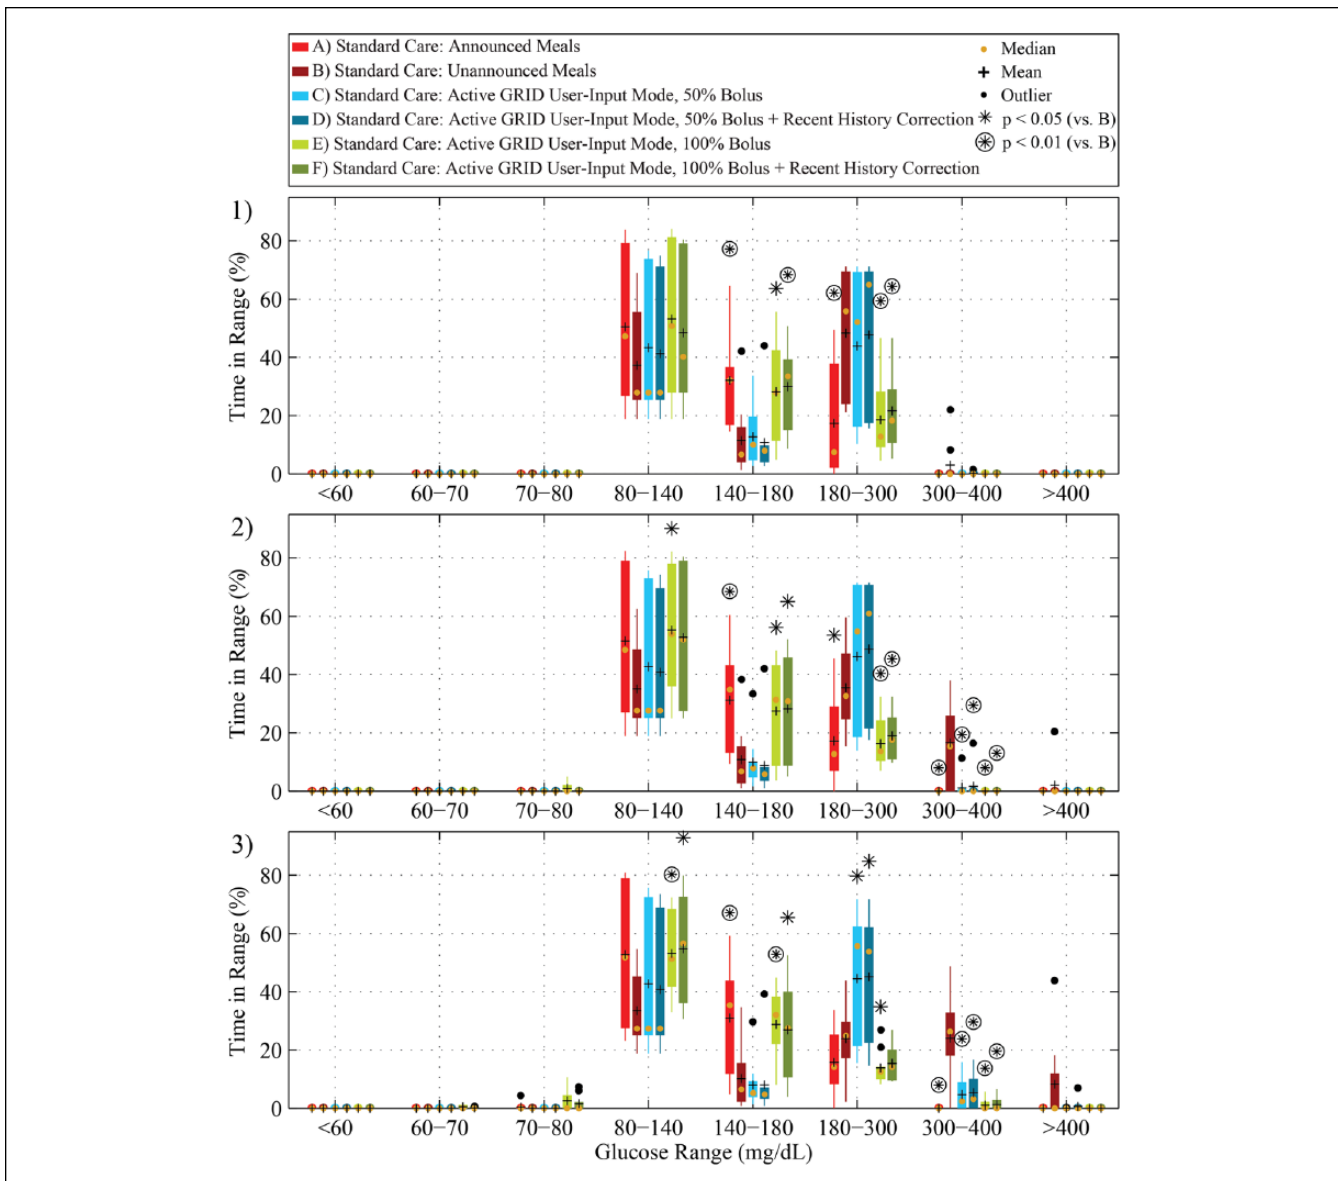 A) Standard Care: Announced Meals
B) Standard Care: Unannounced Meals
C) Standard Care: Active GRID User-Input Mode, 50% Bolus
D) Standard Care: Active GRID User-Input Mode, 50% Bolus + Recent History Correction
E) Standard Care: Active GRID User-Input Mode, 100% Bolus
F) Standard Care: Active GRID User-Input Mode, 100% Bolus + Recent History Correction
Median
Mean
Outlier
p < 0.05 (vs. B)
p < 0.01 (vs. B)
1)
Time in Range (%)
80
60
40
20
0
<60 60−70 70−80 80−140 140−180 180−300 300−400 >400
2)
Time in Range (%)
80
60
40
20
0
<60 60−70 70−80 80−140 140−180 180−300 300−400 >400
3)
Time in Range (%)
80
60
40
20
0
<60 60−70 70−80 80−140 140−180 180−300 300−400 >400
Glucose Range (mg/dL)